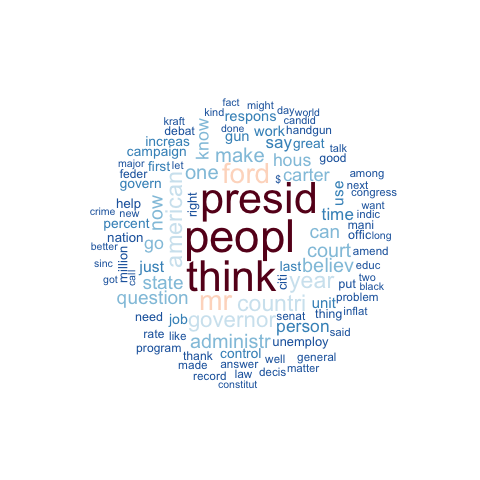 fact
kind might day world
kraft respons done candid
debat know gun work handgun
increas say great talk
campaign make good
major first let one ford hous carter among
feder $ next
govern american right presid use congress
help now want
crime new time indic
percent peopl can mani
nation go court offic long
better amend
sinc million just think last believ educ
call citi two
got state year put black
question mr countri unit problem
senat thing inflat
need job governor person said
rate like administr unemploy
program thank control well general
made answer matter
record law decis
constitut